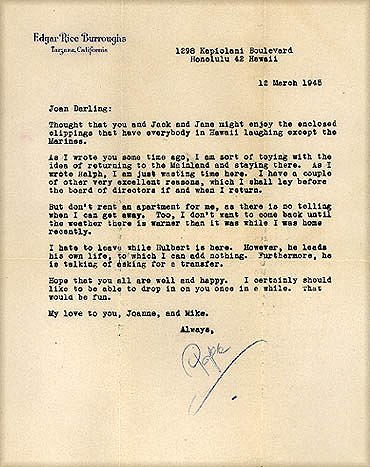 Edgar Rice Burroughs
Tarzana, California
1298 Kapiolani Boulevard
Honolulu 42 Hawaii
12 March 1945
Joan Darling:
Thought that you and Jack and Jane might enjoy the enclosed
clippings that have everybody in Hawaii laughing except the
Marines.
As I wrote you some time ago, I am sort of toying with the
idea of returning to the Mainland and staying there. As I
wrote Ralph, I am just wasting time here. I have a couple
of other very excellent reasons, which I shall lay before
the board of directors if and when I return.
But don't rent an apartment for me, as there is no telling
when I can get away. Too, I don't want to come back until
the weather there is warmer than it was while I was home
recently.
I hate to leave while Hulbert is here. However, he leads
his own life, to which I can add nothing. Furthermore, he
is talking of asking for a transfer.
Hope that you all are well and happy. I certainly should
like to be able to drop in on you once in a while. That
would be fun.
My love to you, Joanne, and Mike.
Always,
Papa